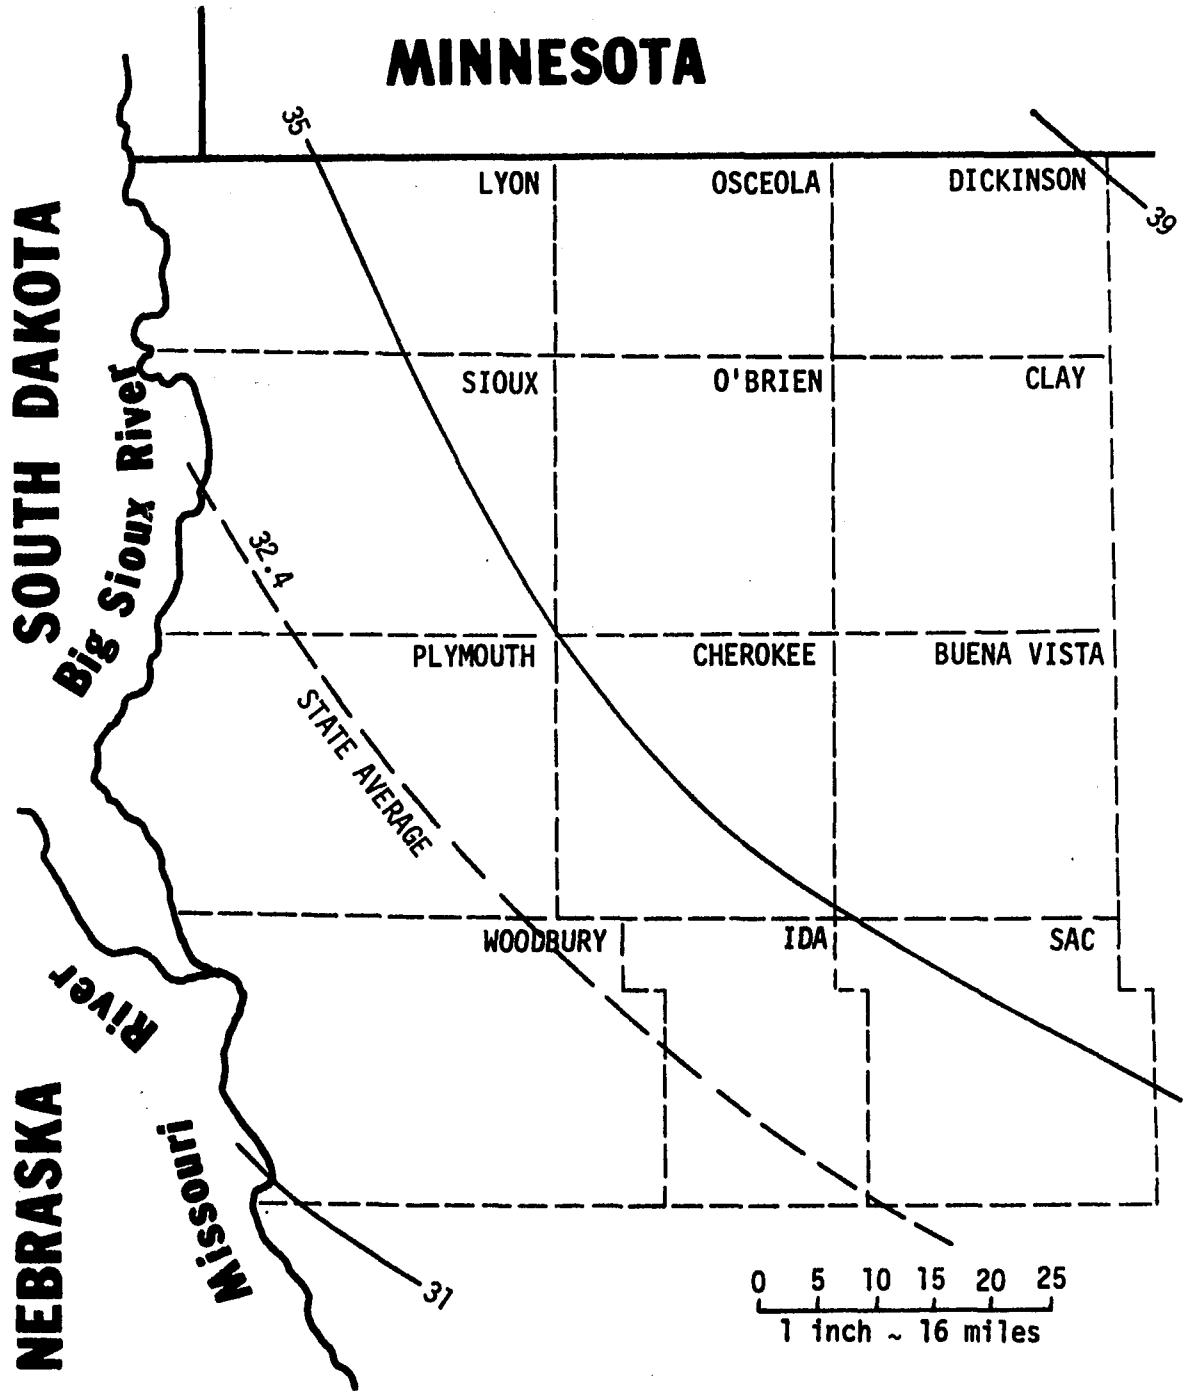 MINNESOTA
35
LYON
OSCEOLA
DICKINSON
39
SOUTH DAKOTA
Big Sioux River
SIOUX
O'BRIEN
CLAY
32.4
PLYMOUTH
CHEROKEE
BUENA VISTA
STATE AVERAGE
WOODBURY
IDA
SAC
Missouri River
NEBRASKA
31
0 5 10 15 20 25
1 inch ~ 16 miles